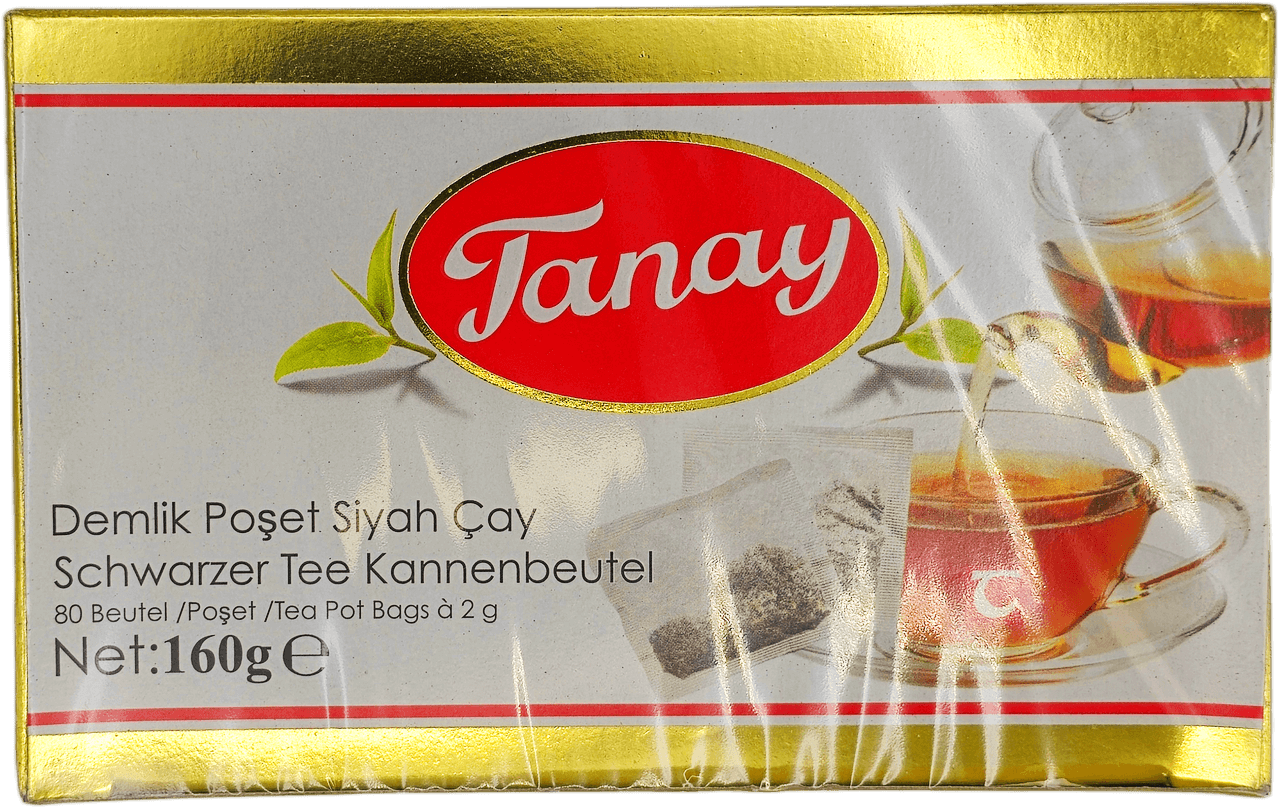 Tanay
Demlik Poşet Siyah Çay
Schwarzer Tee Kannenbeutel
80 Beutel /Poşet /Tea Pot Bags à 2 g
Net:160g ℮